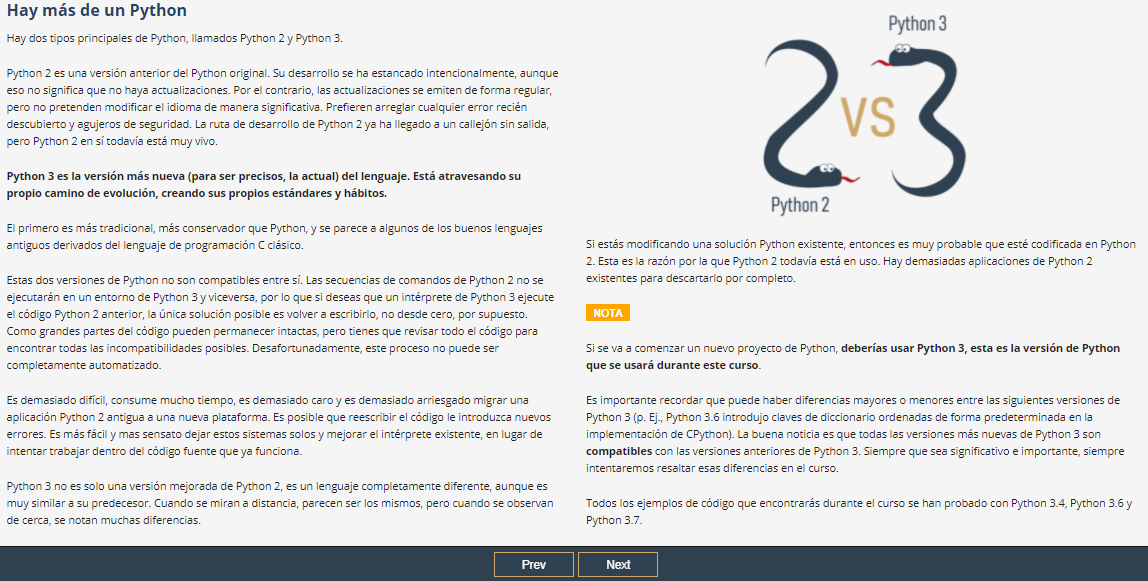 Hay más de un Python
Hay dos tipos principales de Python, llamados Python 2 y Python 3.
Python 2 es una versión anterior del Python original. Su desarrollo se ha estancado intencionalmente, aunque
eso no significa que no haya actualizaciones. Por el contrario, las actualizaciones se emiten de forma regular,
pero no pretenden modificar el idioma de manera significativa. Prefieren arreglar cualquier error recién
descubierto y agujeros de seguridad. La ruta de desarrollo de Python 2 ya ha llegado a un callejón sin salida,
pero Python 2 en sí todavía está muy vivo.
Python 3 es la versión más nueva (para ser precisos, la actual) del lenguaje. Está atravesando su
propio camino de evolución, creando sus propios estándares y hábitos.
El primero es más tradicional, más conservador que Python, y se parece a algunos de los buenos lenguajes
antiguos derivados del lenguaje de programación C clásico.
Estas dos versiones de Python no son compatibles entre sí. Las secuencias de comandos de Python 2 no se
ejecutarán en un entorno de Python 3 y viceversa, por lo que si deseas que un intérprete de Python 3 ejecute
el código Python 2 anterior, la única solución posible es volver a escribirlo, no desde cero, por supuesto.
Como grandes partes del código pueden permanecer intactas, pero tienes que revisar todo el código para
encontrar todas las incompatibilidades posibles. Desafortunadamente, este proceso no puede ser
completamente automatizado.
Es demasiado difícil, consume mucho tiempo, es demasiado caro y es demasiado arriesgado migrar una
aplicación Python 2 antigua a una nueva plataforma. Es posible que reescribir el código le introduzca nuevos
errores. Es más fácil y mas sensato dejar estos sistemas solos y mejorar el intérprete existente, en lugar de
intentar trabajar dentro del código fuente que ya funciona.
Python 3 no es solo una versión mejorada de Python 2, es un lenguaje completamente diferente, aunque es
muy similar a su predecesor. Cuando se miran a distancia, parecen ser los mismos, pero cuando se observan
de cerca, se notan muchas diferencias.
Python 3
VS
Python 2
Si estás modificando una solución Python existente, entonces es muy probable que esté codificada en Python
2. Esta es la razón por la que Python 2 todavía está en uso. Hay demasiadas aplicaciones de Python 2
existentes para descartarlo por completo.
NOTA
Si se va a comenzar un nuevo proyecto de Python, deberías usar Python 3, esta es la versión de Python
que se usará durante este curso.
Es importante recordar que puede haber diferencias mayores o menores entre las siguientes versiones de
Python 3 (p. Ej., Python 3.6 introdujo claves de diccionario ordenadas de forma predeterminada en la
implementación de CPython). La buena noticia es que todas las versiones más nuevas de Python 3 son
compatibles con las versiones anteriores de Python 3. Siempre que sea significativo e importante, siempre
intentaremos resaltar esas diferencias en el curso.
Todos los ejemplos de código que encontrarás durante el curso se han probado con Python 3.4, Python 3.6 y
Python 3.7.
Prev Next